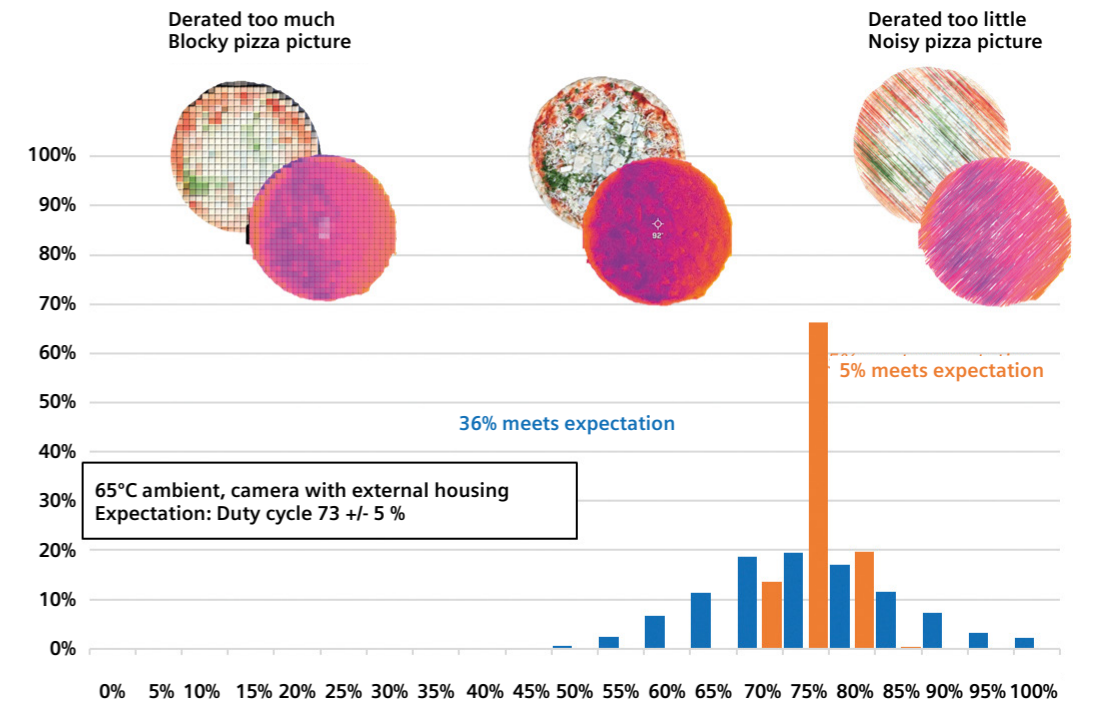 Derated too much
Blocky pizza picture
Derated too little
Noisy pizza picture
100%
90%
80%
92°
70%
60%
5% meets expectation
50%
36% meets expectation
40%
65°C ambient, camera with external housing
Expectation: Duty cycle 73 +/- 5 %
30%
20%
10%
0%
0% 5% 10% 15% 20% 25% 30% 35% 40% 45% 50% 55% 60% 65% 70% 75% 80% 85% 90% 95% 100%